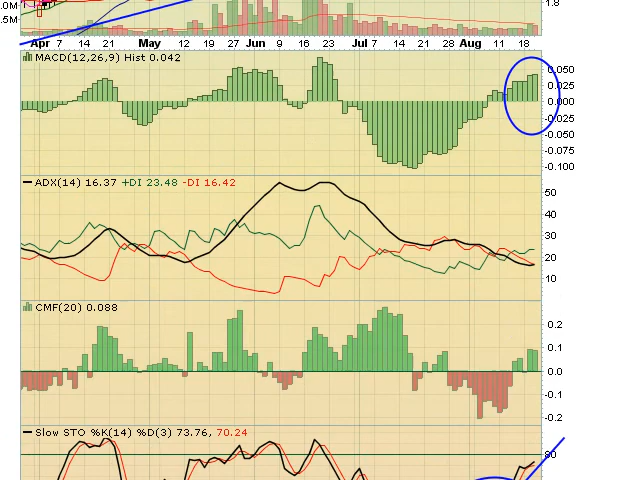 .0M
.5M
1.8
Apr 7 14 21 May 12 19 27 Jun 9 16 23 Jul 7 14 21 28 Aug 11 18
MACD(12,26,9) Hist 0.042
0.050
0.025
0.000
-0.025
-0.050
-0.075
-0.100
ADX(14) 16.37 +DI 23.48 -DI 16.42
50
40
30
20
10
CMF(20) 0.088
0.2
0.1
0.0
-0.1
-0.2
Slow STO %K(14) %D(3) 73.76, 70.24
80